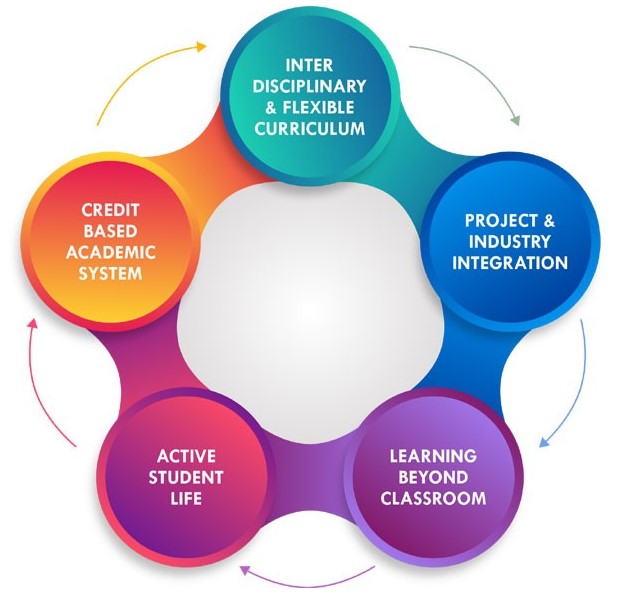 INTER
DISCIPLINARY
& FLEXIBLE
CURRICULUM
PROJECT &
INDUSTRY
INTEGRATION
LEARNING
BEYOND
CLASSROOM
ACTIVE
STUDENT
LIFE
CREDIT
BASED
ACADEMIC
SYSTEM